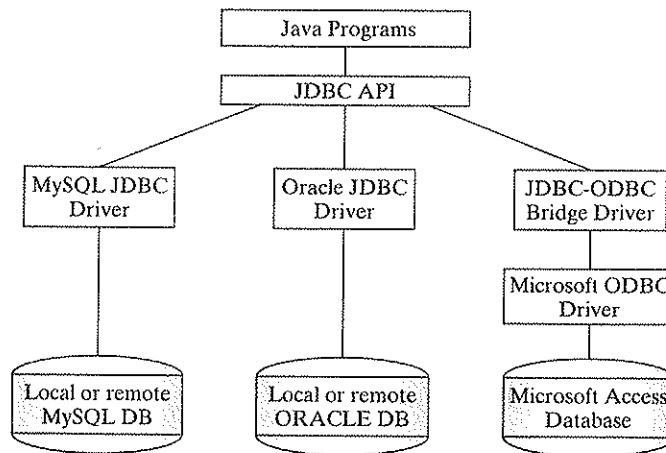 Java Programs
JDBC API
MySQL JDBC
Driver
Oracle JDBC
Driver
JDBC-ODBC
Bridge Driver
Microsoft ODBC
Driver
Local or remote
MySQL DB
Local or remote
ORACLE DB
Microsoft Access
Database